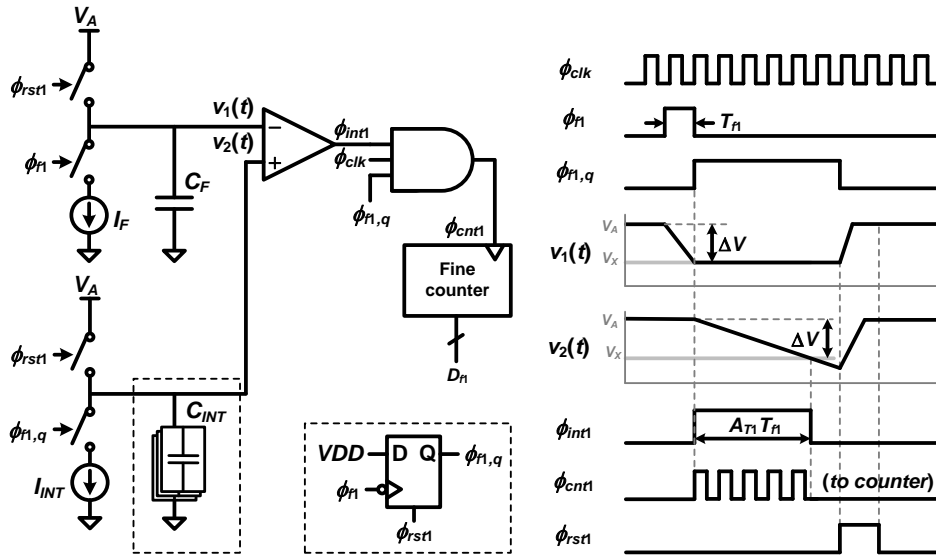 V_A
ϕ_rst1
ϕ_f1
I_F
C_F
v_1(t)
v_2(t)
−
+
ϕ_int1
ϕ_clk
ϕ_f1,q
ϕ_cnt1
Fine
counter
D_f1
V_A
ϕ_rst1
ϕ_f1,q
I_INT
C_INT
VDD
D Q
ϕ_f1,q
ϕ_f1
ϕ_rst1
ϕ_clk
ϕ_f1
T_f1
ϕ_f1,q
v_1(t)
V_A
V_X
ΔV
v_2(t)
V_A
V_X
ΔV
ϕ_int1
A_T1 T_f1
ϕ_cnt1
(to counter)
ϕ_rst1